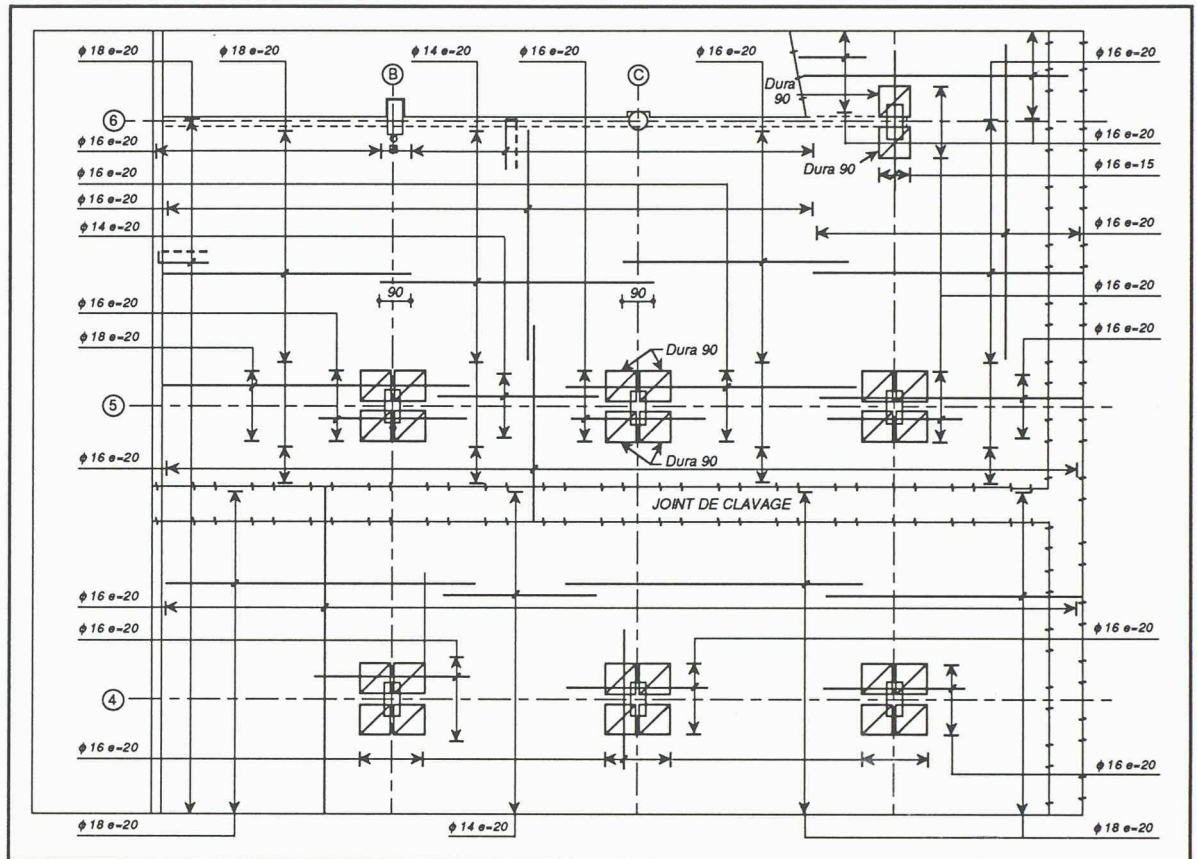 ϕ 18 e=20 ϕ 18 e=20 ϕ 14 e=20 ϕ 16 e=20 ϕ 16 e=20 ϕ 16 e=20
B C
Dura
90
6
ϕ 16 e=20
Dura 90 ϕ 16 e=15
ϕ 16 e=20
ϕ 16 e=20
ϕ 14 e=20 ϕ 16 e=20
90 90 ϕ 16 e=20
ϕ 16 e=20
ϕ 18 e=20 ϕ 16 e=20
Dura 90
5
ϕ 16 e=20 Dura 90
JOINT DE CLAVAGE
ϕ 16 e=20
ϕ 16 e=20 ϕ 16 e=20
4
ϕ 16 e=20
ϕ 16 e=20
ϕ 18 e=20 ϕ 14 e=20 ϕ 18 e=20